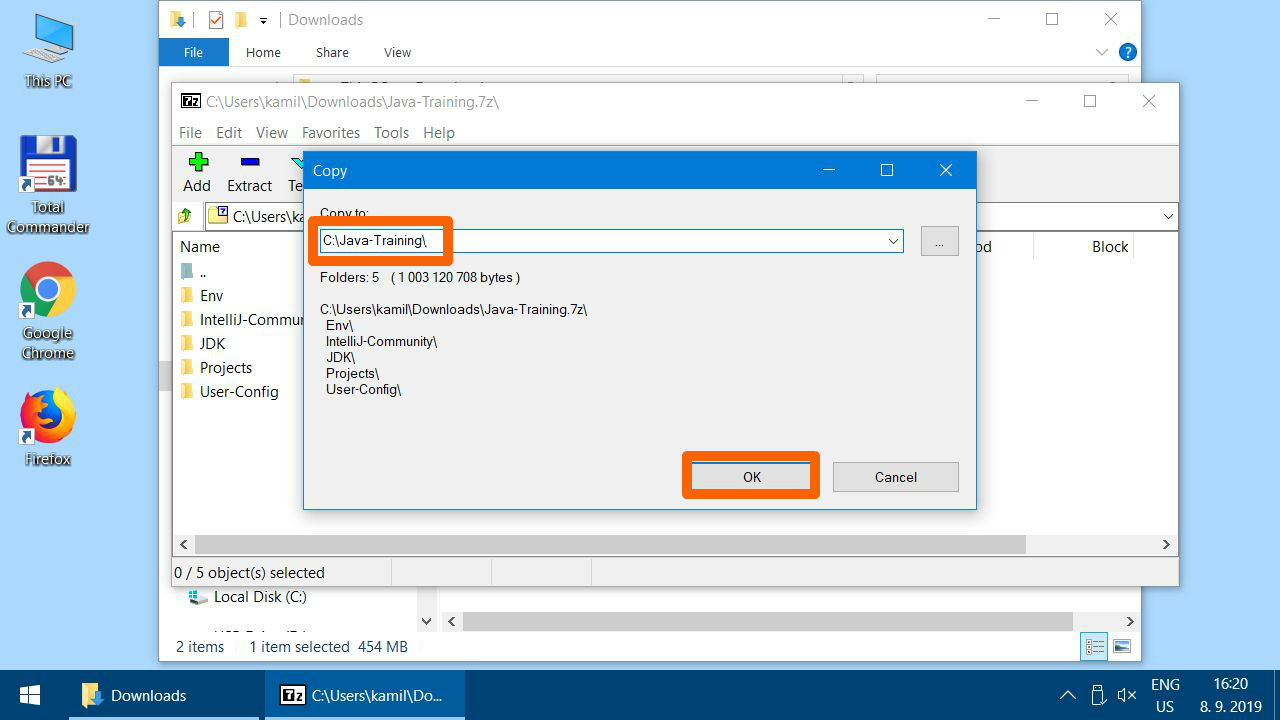 This PC
Total
Commander
64
Google
Chrome
Firefox
Downloads
File Home Share View
7z C:\Users\kamil\Downloads\Java-Training.7z\
File Edit View Favorites Tools Help
Add Extract Te
C:\Users\ka
Name Block
..
Env
IntelliJ-Commun
JDK
Projects
User-Config
Copy
Copy to:
C:\Java-Training\
...
Folders: 5 ( 1 003 120 708 bytes )
C:\Users\kamil\Downloads\Java-Training.7z\
Env\
IntelliJ-Community\
JDK\
Projects\
User-Config\
OK Cancel
0 / 5 object(s) selected
Local Disk (C:)
2 items 1 item selected 454 MB
Downloads
7z C:\Users\kamil\Do...
ENG
US
16:20
8. 9. 2019